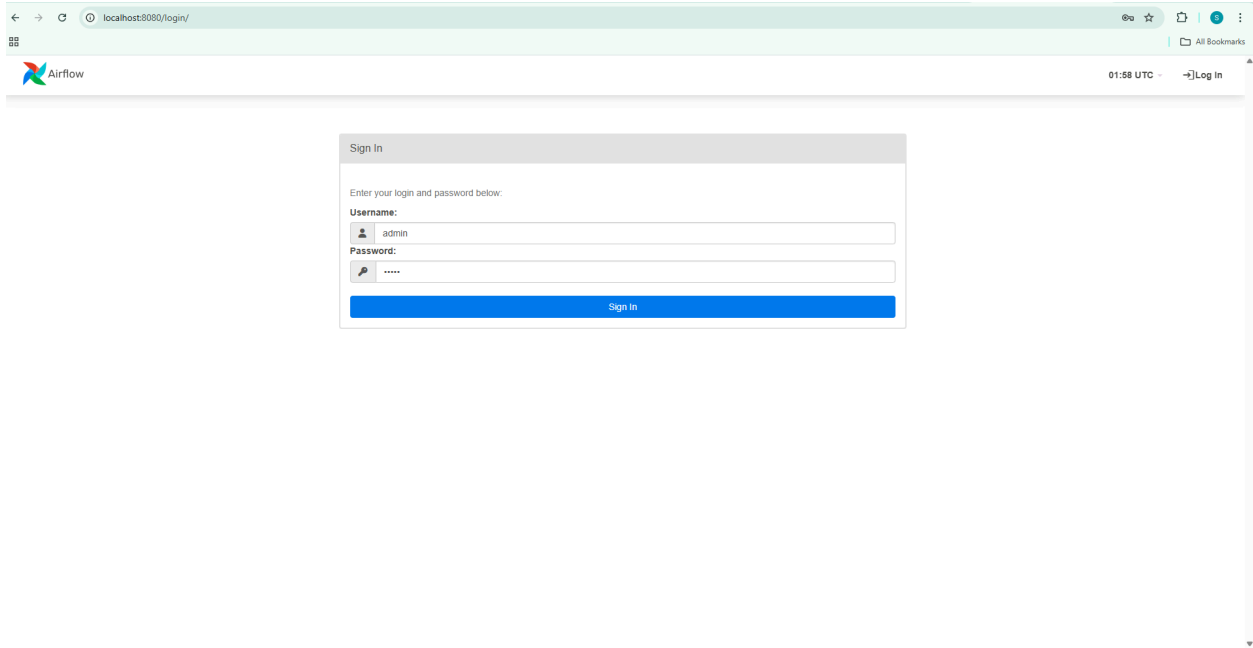 localhost:8080/login/
S
All Bookmarks
Airflow
01:58 UTC
Log In
Sign In
Enter your login and password below:
Username:
admin
Password:
•••••
Sign In